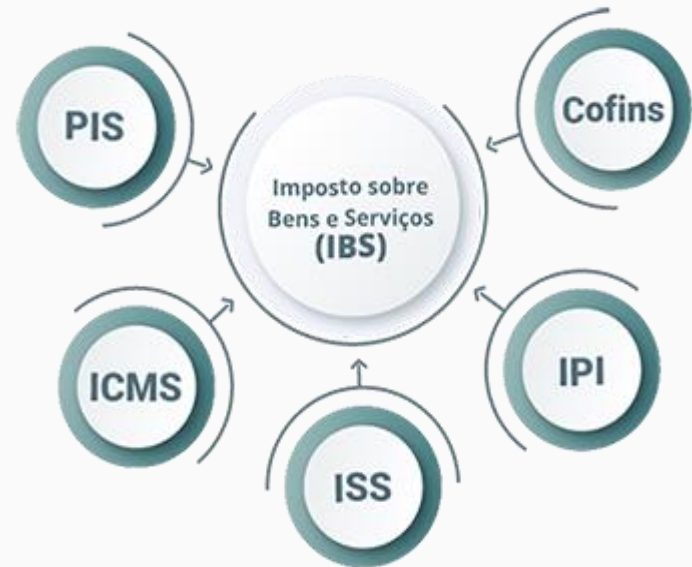 PIS
Cofins
Imposto sobre
Bens e Serviços
(IBS)
ICMS
IPI
ISS